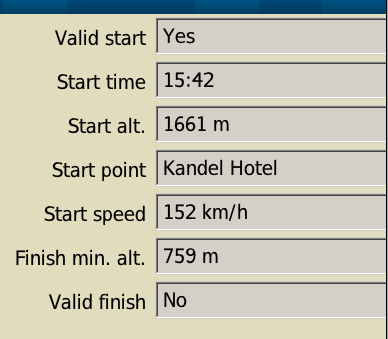 Valid start Yes
Start time 15:42
Start alt. 1661 m
Start point Kandel Hotel
Start speed 152 km/h
Finish min. alt. 759 m
Valid finish No